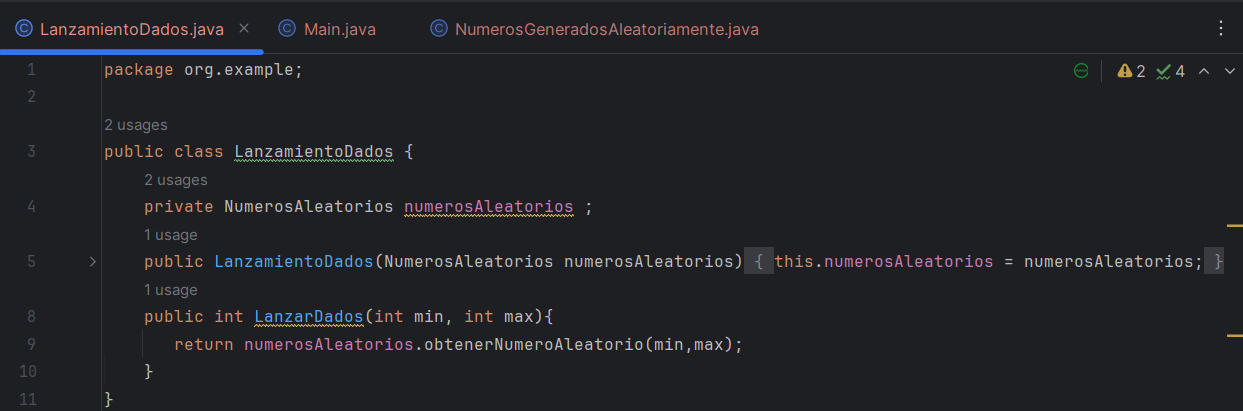 LanzamientoDados.java × Main.java NumerosGeneradosAleatoriamente.java
1 package org.example; 2 4
2
2 usages
3 public class LanzamientoDados {
2 usages
4 private NumerosAleatorios numerosAleatorios ;
1 usage
5 public LanzamientoDados(NumerosAleatorios numerosAleatorios) { this.numerosAleatorios = numerosAleatorios; }
1 usage
8 public int LanzarDados(int min, int max){
9 return numerosAleatorios.obtenerNumeroAleatorio(min,max);
10 }
11 }